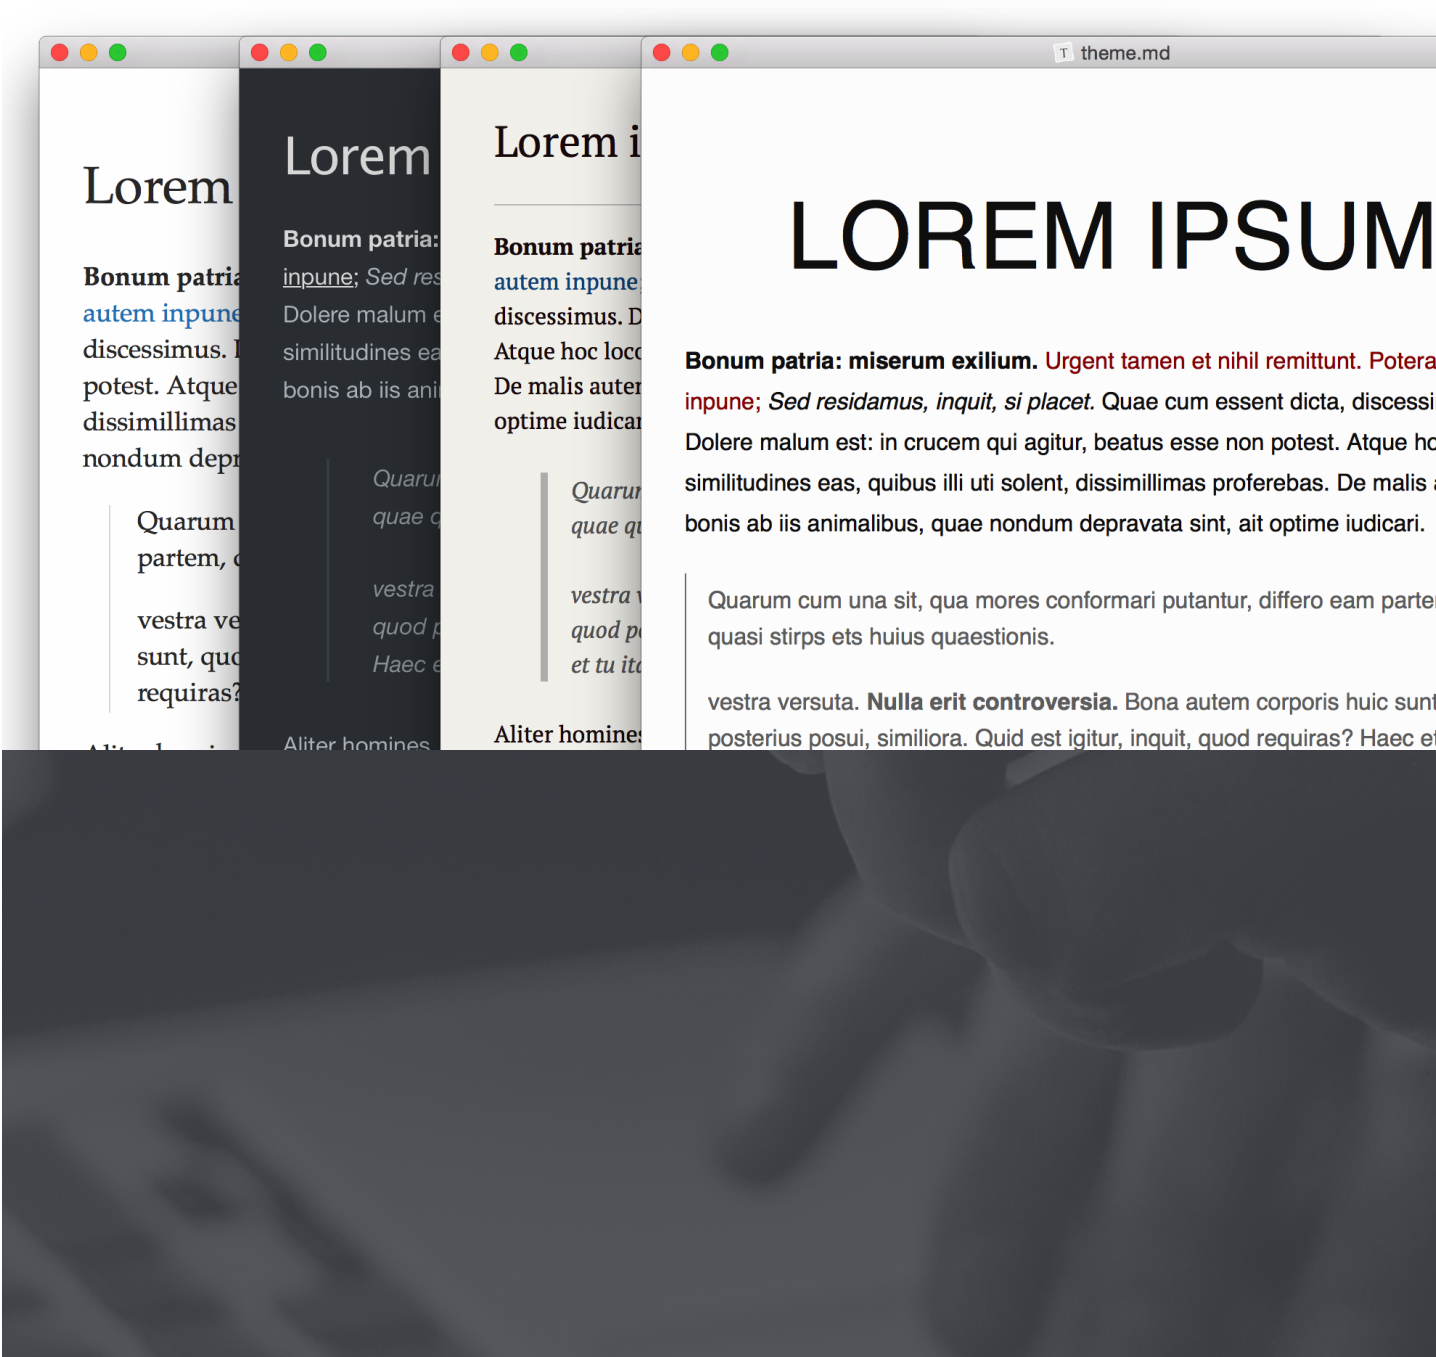 theme.md
Lorem
Bonum patria
autem inpune
discessimus.
potest. Atque
dissimillimas
nondum depr
Quarum
partem,
vestra ve
sunt, quo
requiras?
Lorem
Bonum patria:
inpune; Sed res
Dolere malum e
similitudines ea
bonis ab iis ani
Quaru
quae q
vestra
quod p
Haec e
Aliter homines
Lorem i
Bonum patria
autem inpune;
discessimus. D
Atque hoc loco
De malis auter
optime iudicar
Quarur
quae qu
vestra v
quod po
et tu ita
Aliter homines
LOREM IPSUM
Bonum patria: miserum exilium. Urgent tamen et nihil remittunt. Potera
inpune; Sed residamus, inquit, si placet. Quae cum essent dicta, discessi
Dolere malum est: in crucem qui agitur, beatus esse non potest. Atque ho
similitudines eas, quibus illi uti solent, dissimillimas proferebas. De malis a
bonis ab iis animalibus, quae nondum depravata sint, ait optime iudicari.
Quarum cum una sit, qua mores conformari putantur, differo eam parte
quasi stirps ets huius quaestionis.
vestra versuta. Nulla erit controversia. Bona autem corporis huic sunt
posterius posui, similiora. Quid est igitur, inquit, quod requiras? Haec et